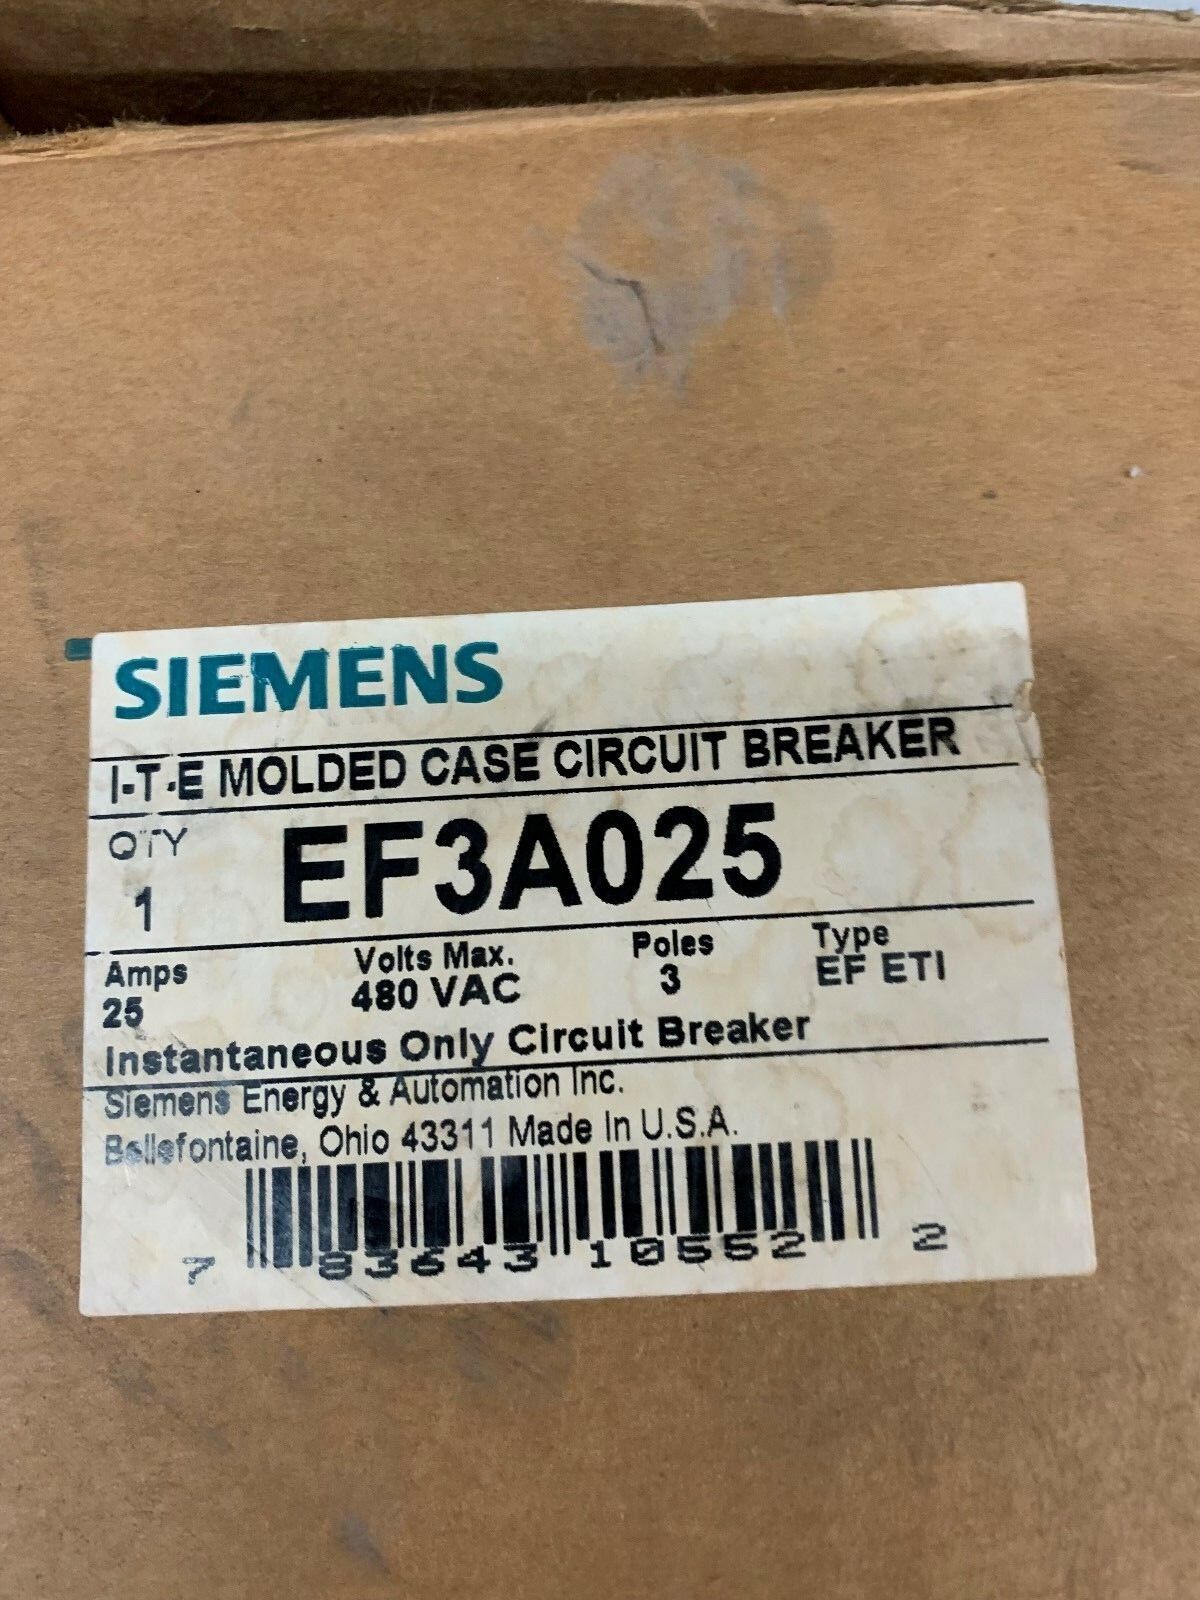 SIEMENS
I-T-E MOLDED CASE CIRCUIT BREAKER
QTY
1
EF3A025
Amps
25
Volts Max.
480 VAC
Poles
3
Type
EF ETI
Instantaneous Only Circuit Breaker
Siemens Energy & Automation Inc.
Bellefontaine, Ohio 43311 Made In U.S.A.
7 83643 10552 2